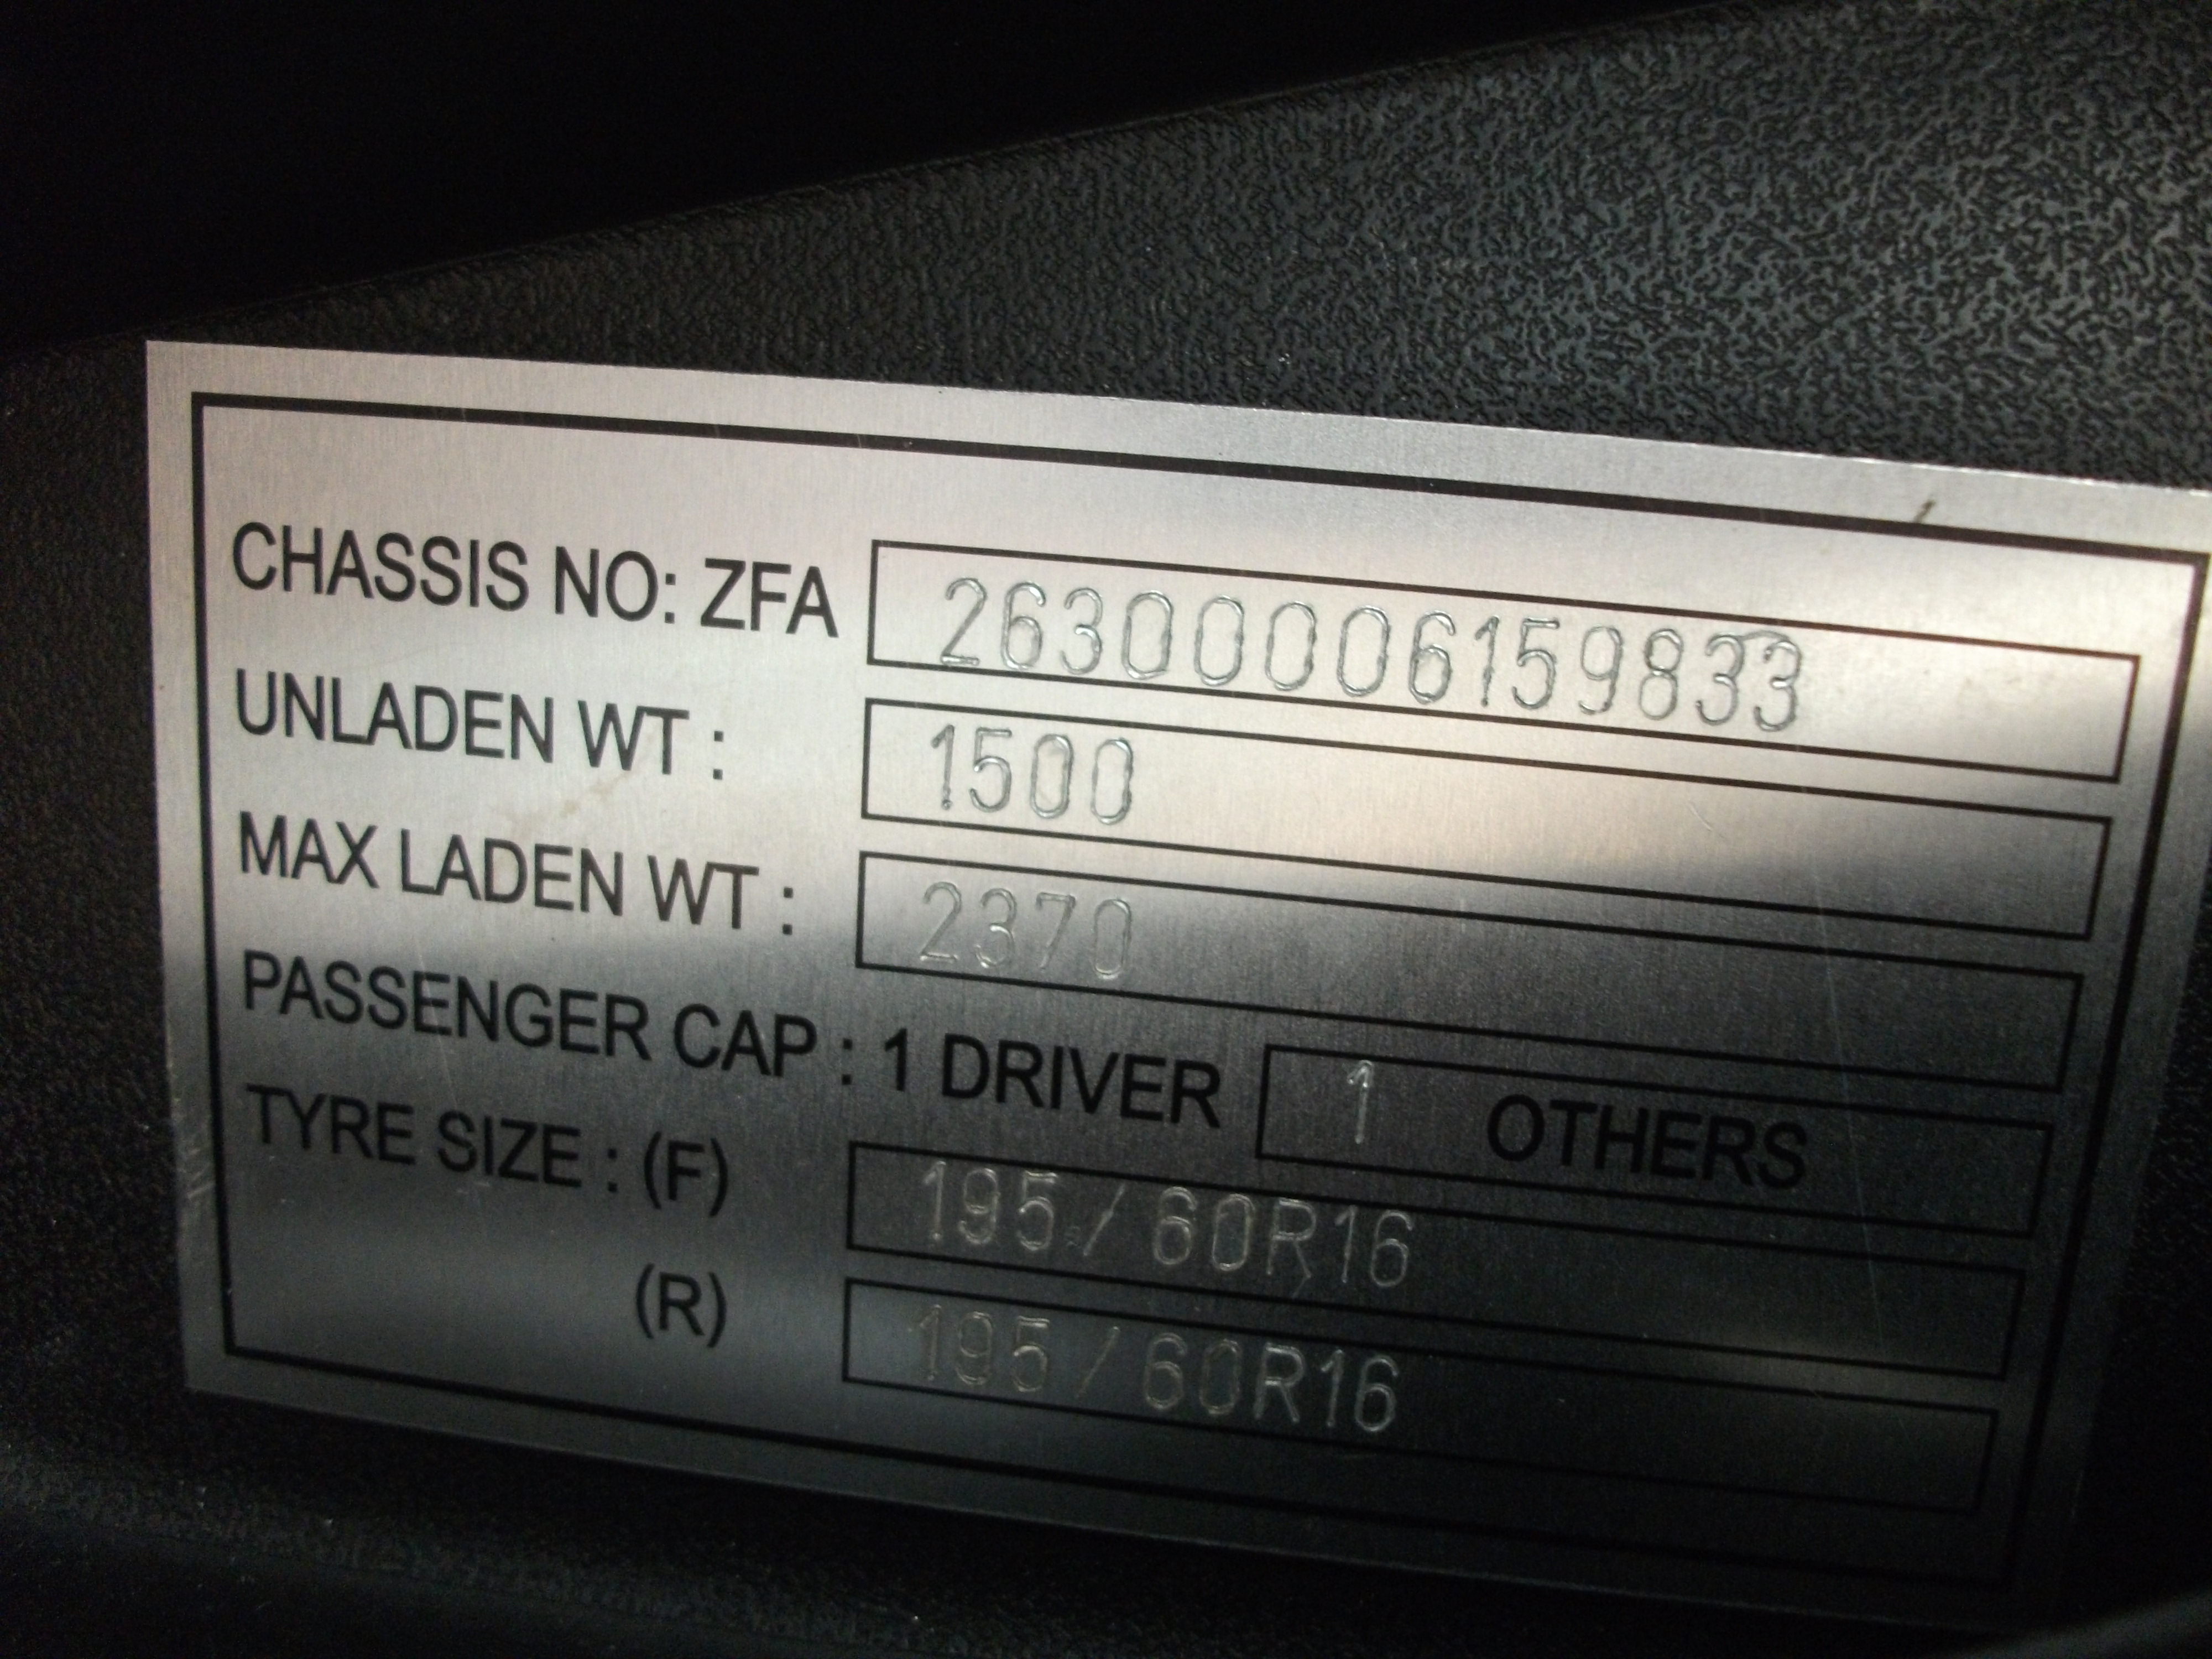 CHASSIS NO: ZFA 26300006159833
UNLADEN WT : 1500
MAX LADEN WT : 2370
PASSENGER CAP : 1 DRIVER 1 OTHERS
TYRE SIZE : (F) 195/60R16
(R) 195/60R16